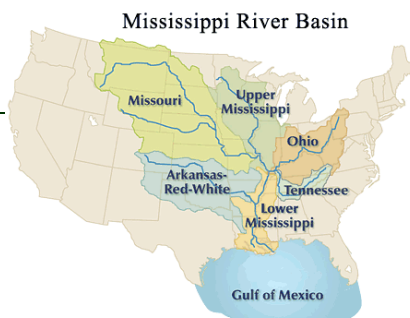 Mississippi River Basin
Missouri
Upper
Mississippi
Ohio
Arkansas-
Red-White
Tennessee
Lower
Mississippi
Gulf of Mexico